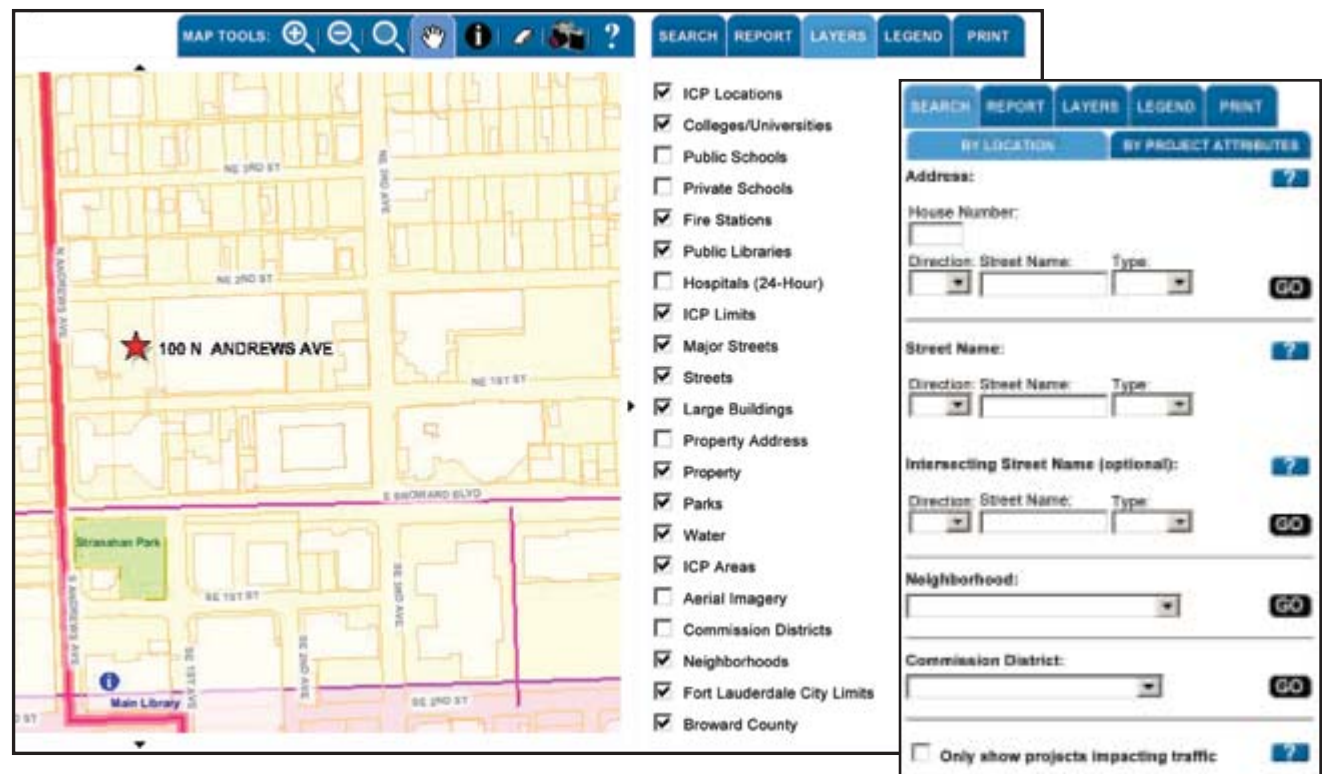 MAP TOOLS: ?
SEARCH REPORT LAYERS LEGEND PRINT
NE 3RD ST
NE 3RD AVE
N ANDREWS AVE
NE 2ND ST
100 N ANDREWS AVE
NE 1ST ST
E BROWARD BLVD
Stranahan Park
S ANDREWS AVE
SE 1ST ST
SE 3RD AVE
SE 1ST AVE
SE 2ND AVE
i
Main Library
SE 2ND ST
ICP Locations
Colleges/Universities
Public Schools
Private Schools
Fire Stations
Public Libraries
Hospitals (24-Hour)
ICP Limits
Major Streets
Streets
Large Buildings
Property Address
Property
Parks
Water
ICP Areas
Aerial Imagery
Commission Districts
Neighborhoods
Fort Lauderdale City Limits
Broward County
SEARCH REPORT LAYERS LEGEND PRINT
BY LOCATION BY PROJECT ATTRIBUTES
Address: ?
House Number:
Direction: Street Name: Type:
GO
Street Name: ?
Direction: Street Name: Type:
Intersecting Street Name (optional): ?
Direction: Street Name: Type:
GO
Neighborhood:
GO
Commission District:
GO
Only show projects impacting traffic ?